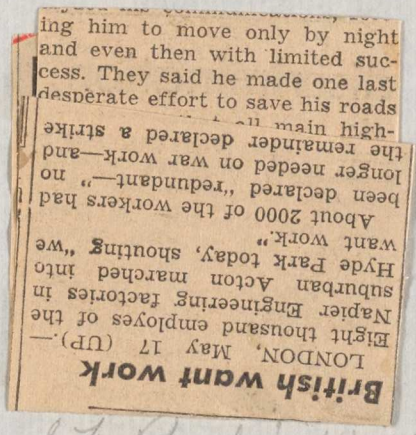 ing him to move only by night
and even then with limited suc-
cess. They said he made one last
desperate effort to save his roads
all main high-
British want work
LONDON, May 17 (UP).—
Eight thousand employes of the
Napier Engineering factories in
suburban Acton marched into
Hyde Park today, shouting "we
want work."
About 2000 of the workers had
been declared "redundant—" no
longer needed on war work—and
the remainder declared a strike